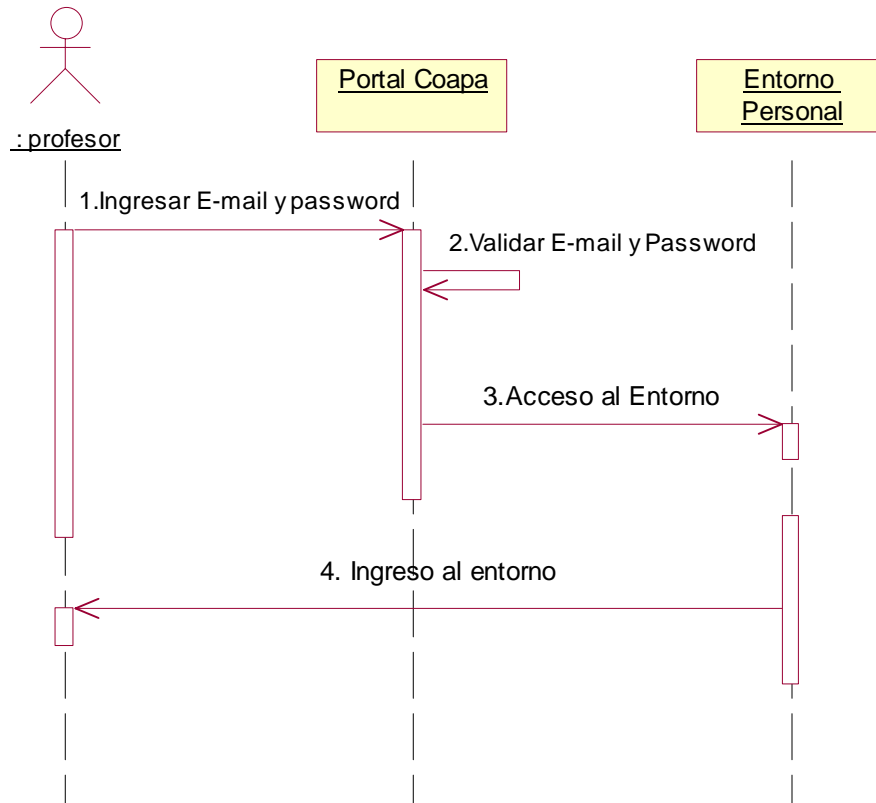 Portal Coapa
Entorno
Personal
: profesor
1.Ingresar E-mail y password
2.Validar E-mail y Password
3.Acceso al Entorno
4. Ingreso al entorno